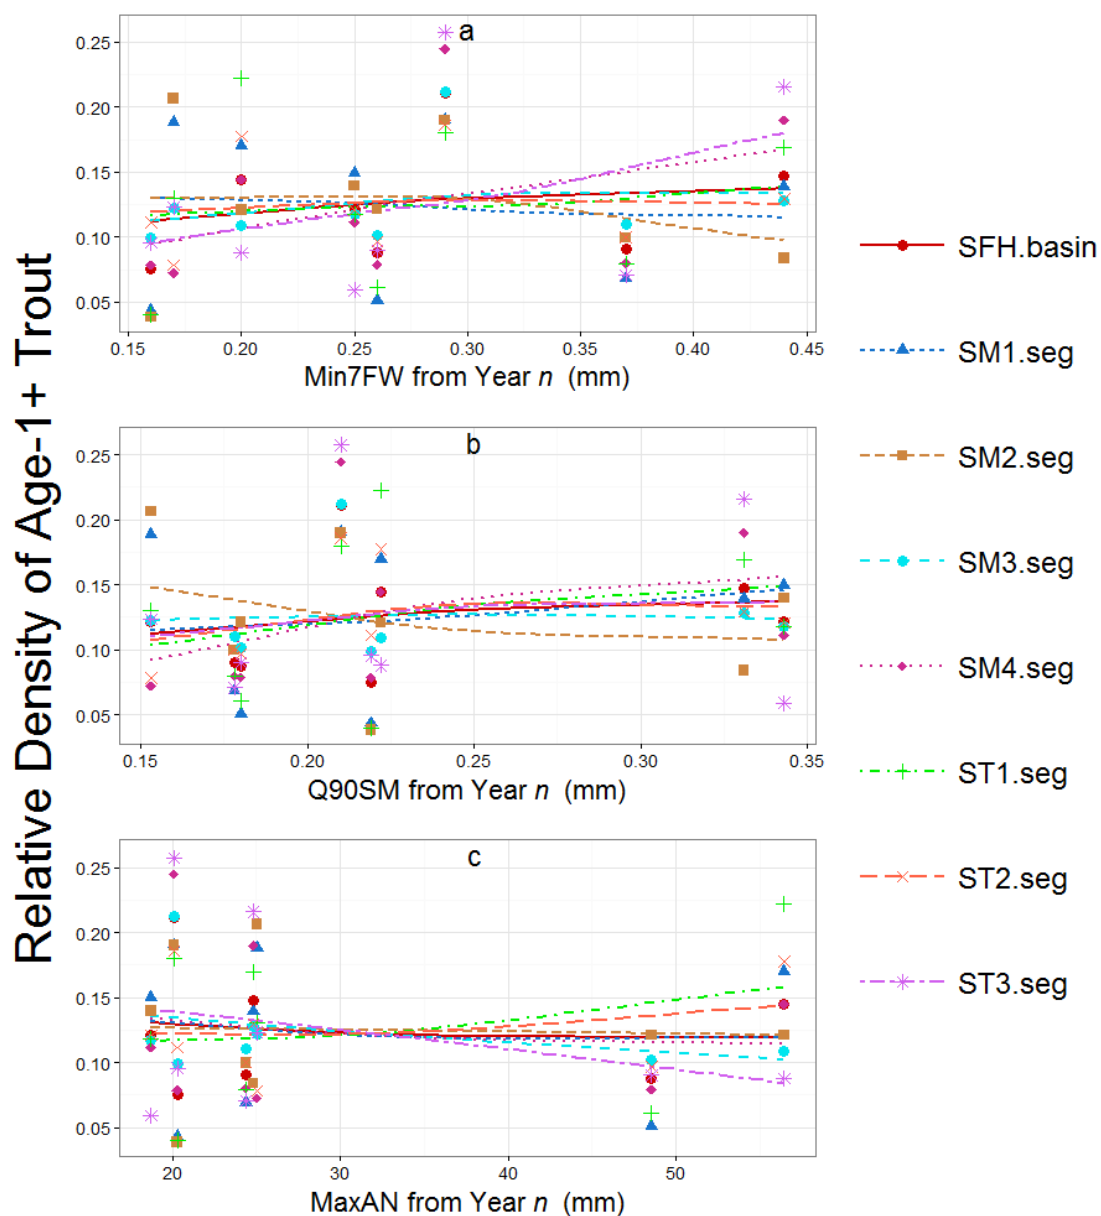 Relative Density of Age-1+ Trout
a
0.25
0.20
0.15
0.10
0.05
0.15 0.20 0.25 0.30 0.35 0.40 0.45
Min7FW from Year n (mm)
b
0.25
0.20
0.15
0.10
0.05
0.15 0.20 0.25 0.30 0.35
Q90SM from Year n (mm)
c
0.25
0.20
0.15
0.10
0.05
20 30 40 50
MaxAN from Year n (mm)
SFH.basin
SM1.seg
SM2.seg
SM3.seg
SM4.seg
ST1.seg
ST2.seg
ST3.seg